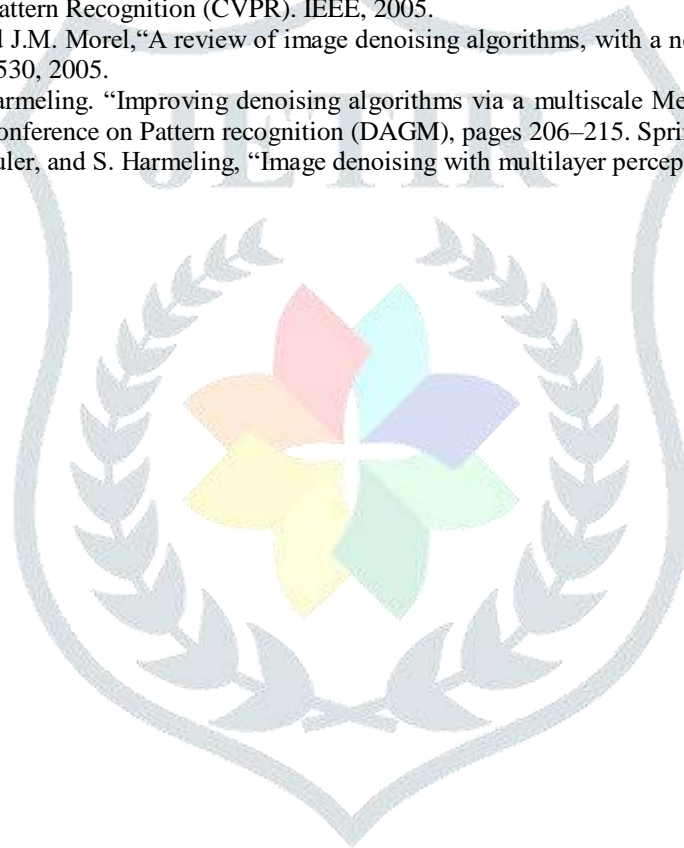 attern Recognition (CVPR). IEEE, 2005.
d J.M. Morel,“A review of image denoising algorithms, with a n
530, 2005.
armeling. “Improving denoising algorithms via a multiscale Me
onference on Pattern recognition (DAGM), pages 206–215. Spri
uler, and S. Harmeling, “Image denoising with multilayer percep
JETIR